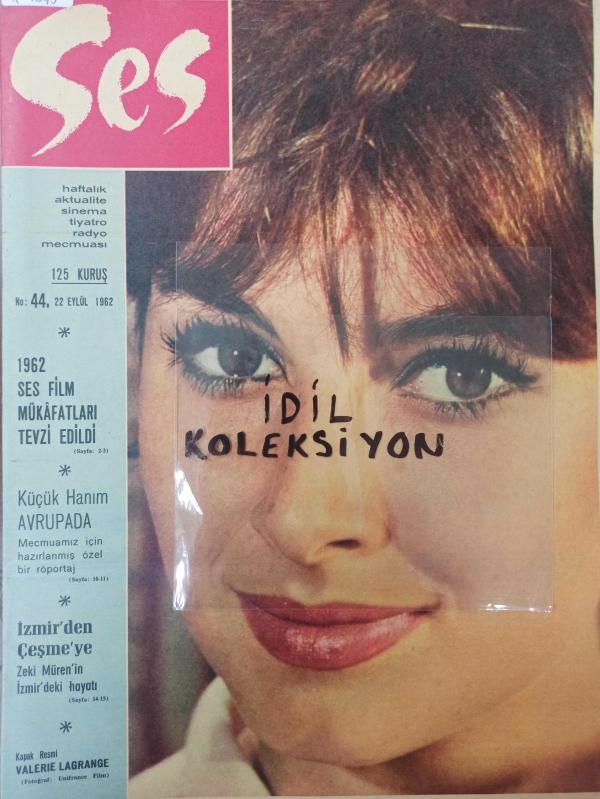 Ses
haftalık
aktualite
sinema
tiyatro
radyo
mecmuası
125 KURUŞ
No: 44, 22 EYLÜL 1962
*
1962
SES FİLM
MÜKÂFATLARI
TEVZİ EDİLDİ
(Sayfa: 2-3)
*
Küçük Hanım
AVRUPADA
Mecmuamız için
hazırlanmış özel
bir röportaj
(Sayfa: 10-11)
*
İzmir'den
Çeşme'ye
Zeki Müren'in
İzmir'deki hayatı
(Sayfa: 14-15)
*
Kapak Resmi
VALERIE LAGRANGE
(Fotoğraf: Unifrance Film)
İDİL
KOLEKSİYON